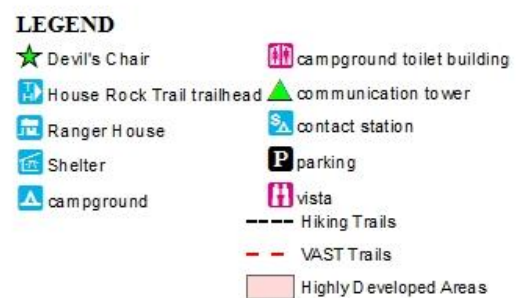 LEGEND
Devil's Chair
House Rock Trail trailhead
Ranger House
Shelter
campground
campground toilet building
communication tower
contact station
P parking
vista
Hiking Trails
VAST Trails
Highly Developed Areas